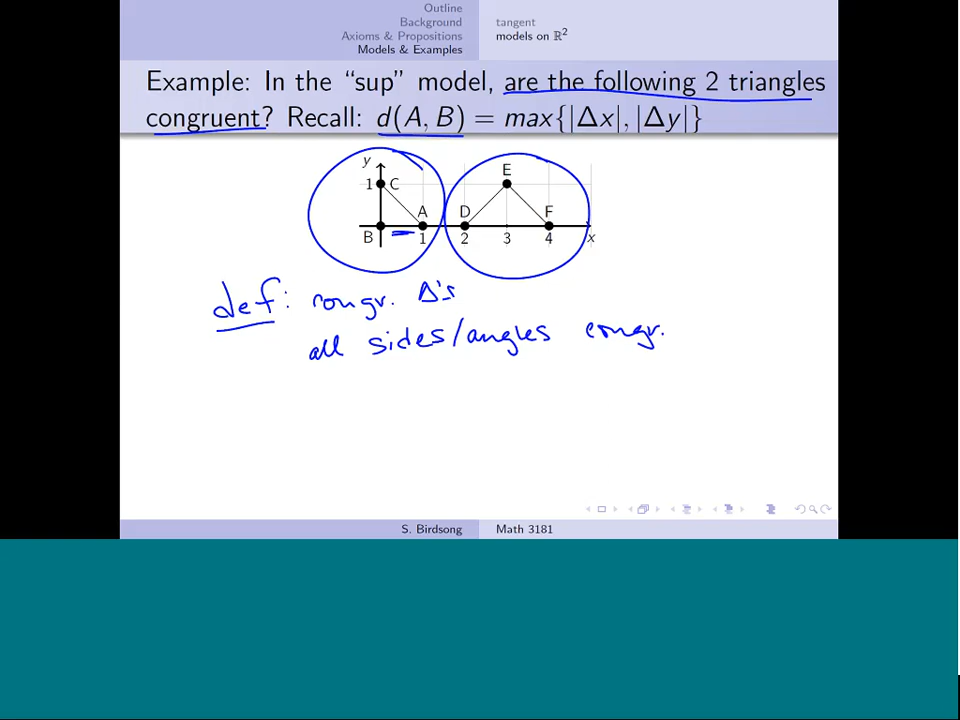 Outline
Background
Axioms & Propositions
Models & Examples
tangent
models on ℝ²
Example: In the “sup” model, are the following 2 triangles
congruent? Recall: d(A, B) = max{|Δx|, |Δy|}
y
1 C
A
B
1
E
D
F
2
3
4
x
def: congr. Δ's
all sides/angles congr.
S. Birdsong
Math 3181